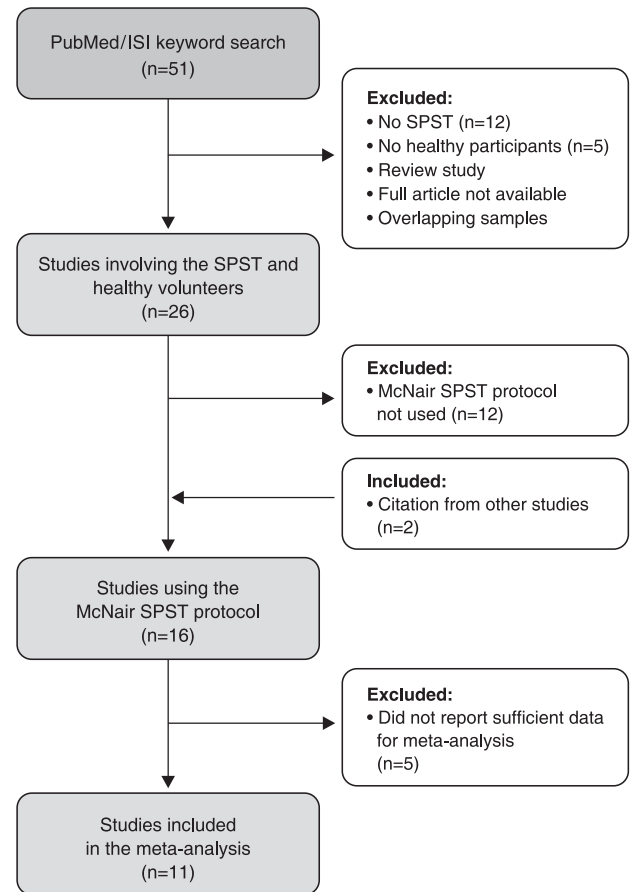 PubMed/ISI keyword search
(n=51)
Excluded:
• No SPST (n=12)
• No healthy participants (n=5)
• Review study
• Full article not available
• Overlapping samples
Studies involving the SPST and
healthy volunteers
(n=26)
Excluded:
• McNair SPST protocol
not used (n=12)
Included:
• Citation from other studies
(n=2)
Studies using the
McNair SPST protocol
(n=16)
Excluded:
• Did not report sufficient data
for meta-analysis
(n=5)
Studies included
in the meta-analysis
(n=11)